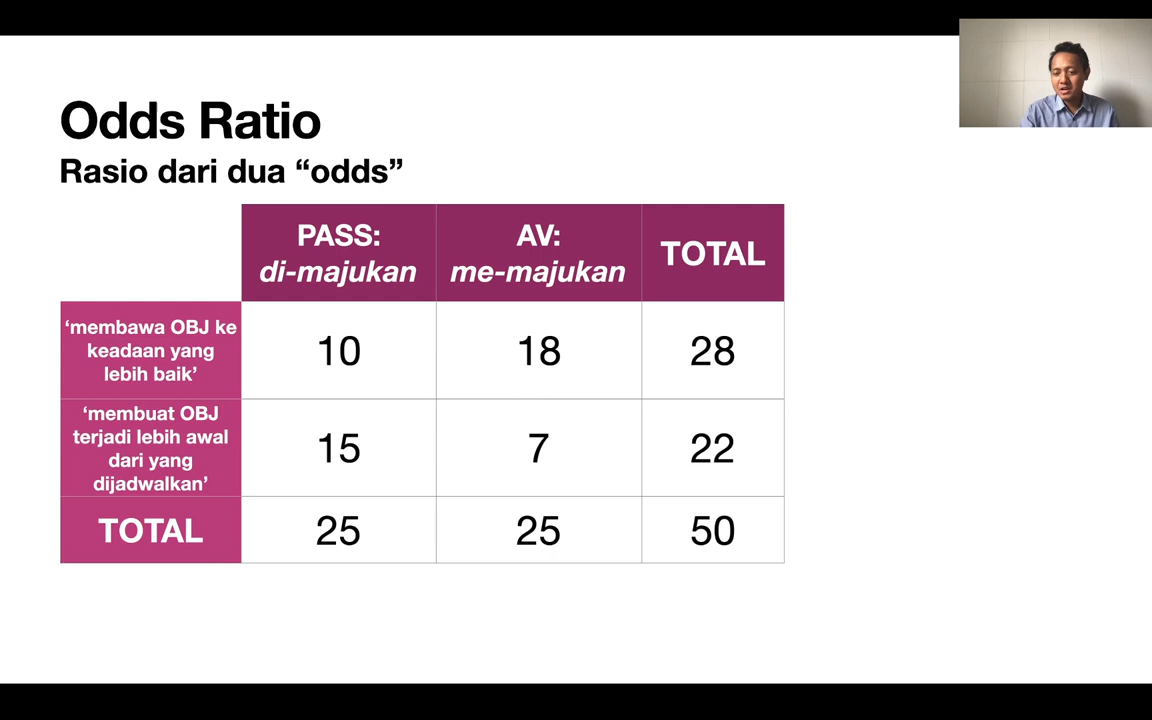 Odds Ratio
Rasio dari dua “odds”
PASS:
di-majukan
AV:
me-majukan
TOTAL
‘membawa OBJ ke
keadaan yang
lebih baik’
10
18
28
‘membuat OBJ
terjadi lebih awal
dari yang
dijadwalkan’
15
7
22
TOTAL
25
25
50